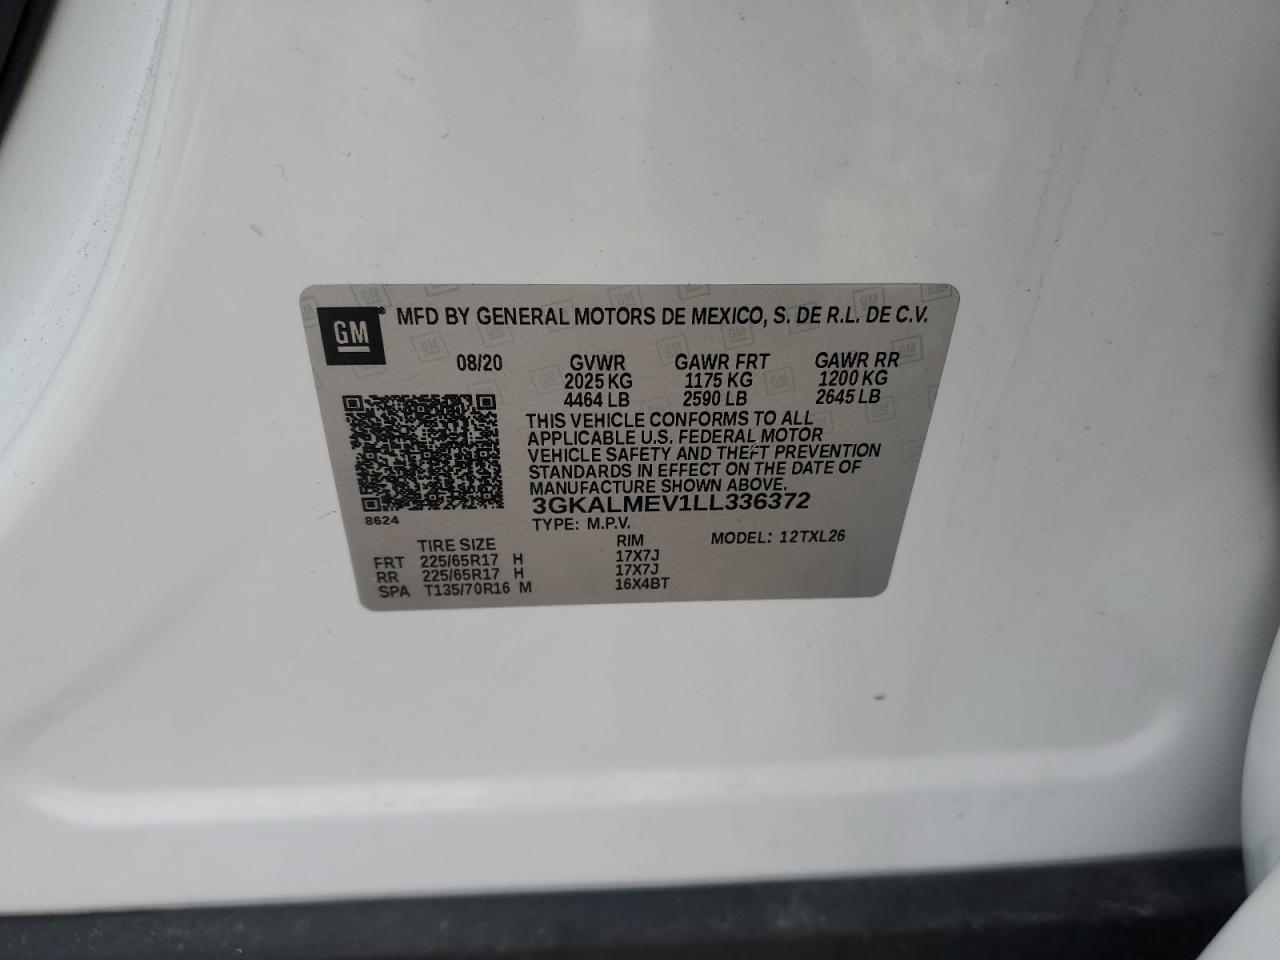 GM
MFD BY GENERAL MOTORS DE MEXICO, S. DE R.L. DE C.V.
08/20 GVWR GAWR FRT GAWR RR
2025 KG 1175 KG 1200 KG
4464 LB 2590 LB 2645 LB
THIS VEHICLE CONFORMS TO ALL
APPLICABLE U.S. FEDERAL MOTOR
VEHICLE SAFETY AND THEFT PREVENTION
STANDARDS IN EFFECT ON THE DATE OF
MANUFACTURE SHOWN ABOVE.
3GKALMEV1LL336372
8624
TYPE: M.P.V.
TIRE SIZE RIM MODEL: 12TXL26
FRT 225/65R17 H 17X7J
RR 225/65R17 H 17X7J
SPA T135/70R16 M 16X4BT